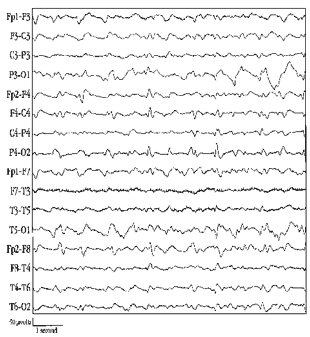 Fp1-F3
F3-C3
C3-P3
P3-O1
Fp2-F4
F4-C4
C4-P4
P4-O2
Fp1-F7
F7-T3
T3-T5
T5-O1
Fp2-F8
F8-T4
T4-T6
T6-O2
1 second